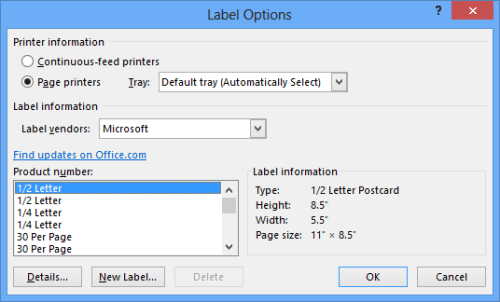 Label Options
?
Printer information
Continuous-feed printers
Page printers Tray: Default tray (Automatically Select)
Label information
Label vendors: Microsoft
Find updates on Office.com
Product number:
1/2 Letter
1/2 Letter
1/4 Letter
1/4 Letter
30 Per Page
30 Per Page
Label information
Type: 1/2 Letter Postcard
Height: 8.5"
Width: 5.5"
Page size: 11" × 8.5"
Details... New Label... Delete OK Cancel